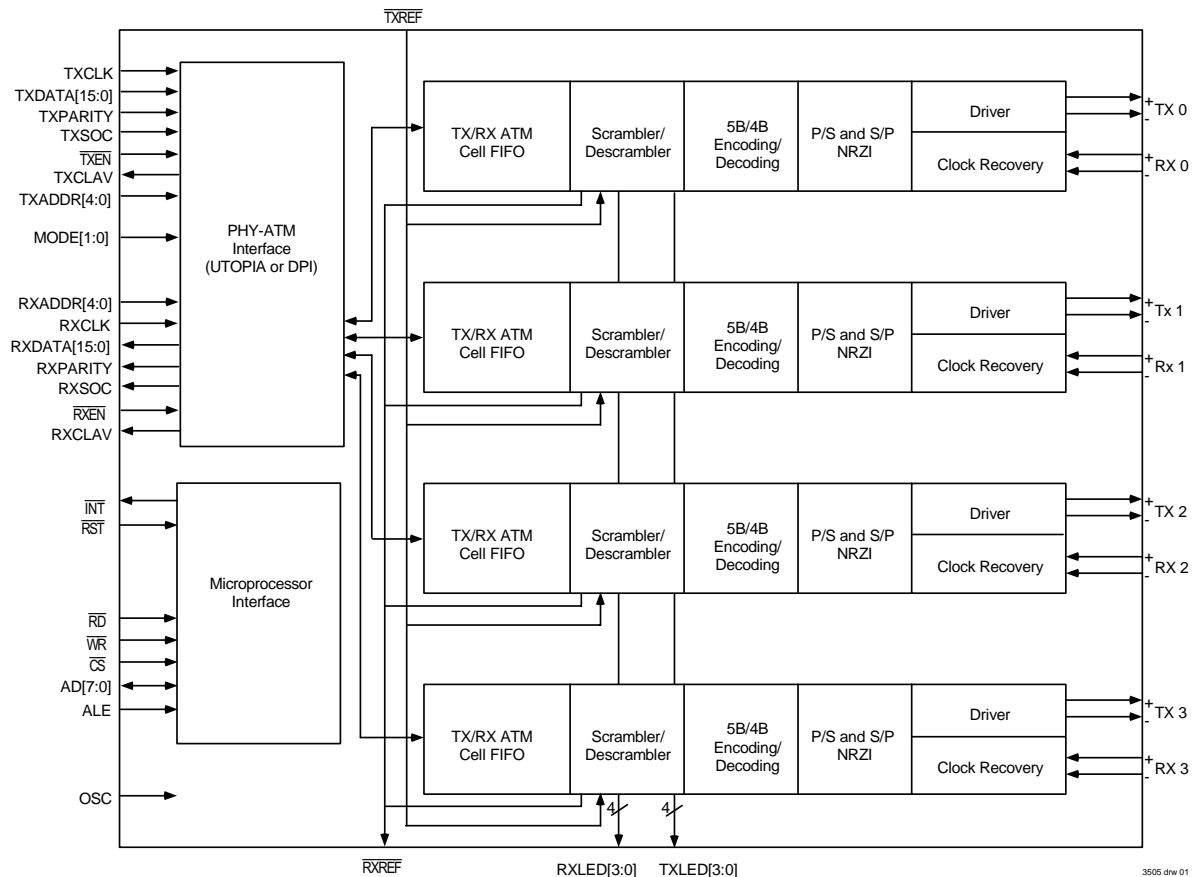 TXREF
TXCLK
TXDATA[15:0]
TXPARITY
TXSOC
TXEN
TXCLAV
TXADDR[4:0]
MODE[1:0]
RXADDR[4:0]
RXCLK
RXDATA[15:0]
RXPARITY
RXSOC
RXEN
RXCLAV
INT
RST
RD
WR
CS
AD[7:0]
ALE
OSC
PHY-ATM
Interface
(UTOPIA or DPI)
Microprocessor
Interface
TX/RX ATM
Cell FIFO
Scrambler/
Descrambler
5B/4B
Encoding/
Decoding
P/S and S/P
NRZI
Driver
Clock Recovery
+
-
TX 0
+
-
RX 0
TX/RX ATM
Cell FIFO
Scrambler/
Descrambler
5B/4B
Encoding/
Decoding
P/S and S/P
NRZI
Driver
Clock Recovery
+
-
Tx 1
+
-
Rx 1
TX/RX ATM
Cell FIFO
Scrambler/
Descrambler
5B/4B
Encoding/
Decoding
P/S and S/P
NRZI
Driver
Clock Recovery
+
-
TX 2
+
-
RX 2
TX/RX ATM
Cell FIFO
Scrambler/
Descrambler
5B/4B
Encoding/
Decoding
P/S and S/P
NRZI
Driver
Clock Recovery
+
-
TX 3
+
-
RX 3
4
4
RXREF
RXLED[3:0]
TXLED[3:0]
3505 drw 01